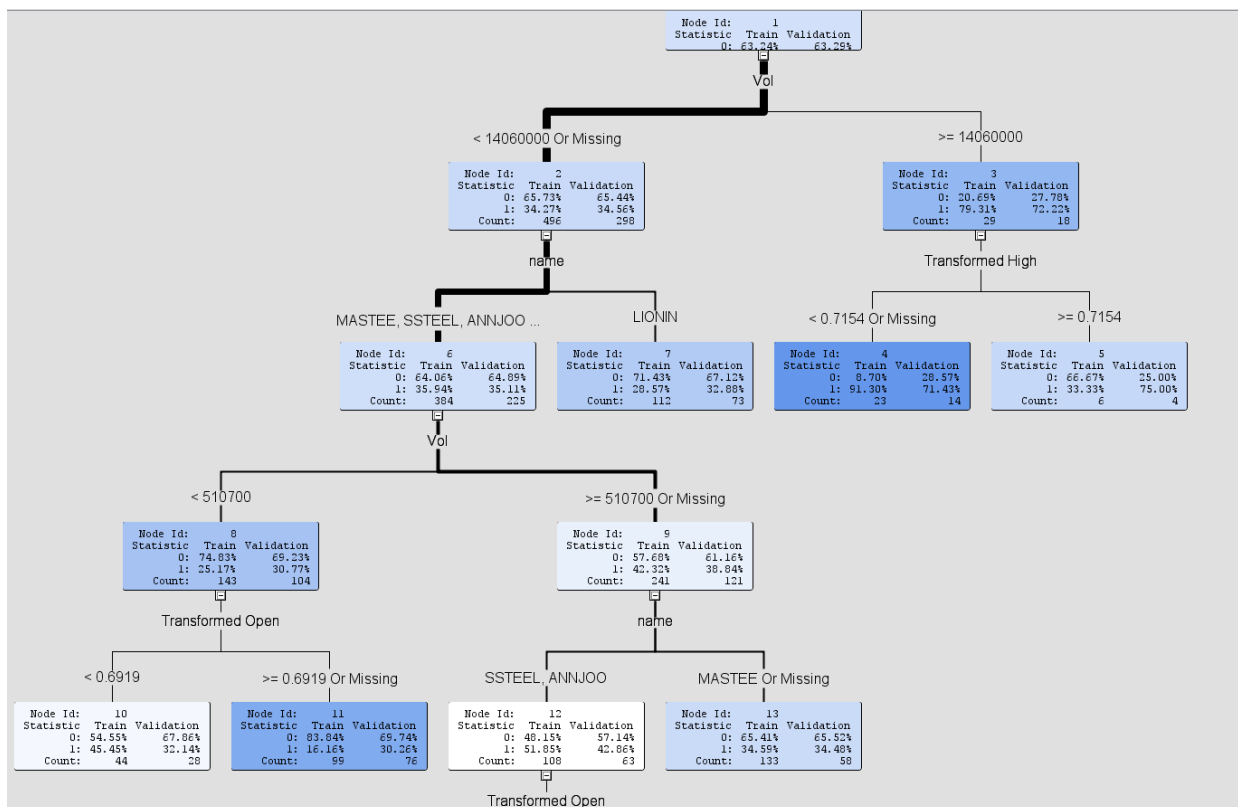 Node Id: 1
Statistic Train Validation
0: 63.24% 63.29%
Vol
< 14060000 Or Missing
>= 14060000
Node Id: 2
Statistic Train Validation
0: 65.73% 65.44%
1: 34.27% 34.56%
Count: 496 298
Node Id: 3
Statistic Train Validation
0: 20.69% 27.78%
1: 79.31% 72.22%
Count: 29 18
name
Transformed High
MASTEE, SSTEEL, ANNJOO ...
LIONIN
< 0.7154 Or Missing
>= 0.7154
Node Id: 6
Statistic Train Validation
0: 64.06% 64.89%
1: 35.94% 35.11%
Count: 384 225
Node Id: 7
Statistic Train Validation
0: 71.43% 67.12%
1: 28.57% 32.88%
Count: 112 73
Node Id: 4
Statistic Train Validation
0: 8.70% 28.57%
1: 91.30% 71.43%
Count: 23 14
Node Id: 5
Statistic Train Validation
0: 66.67% 25.00%
1: 33.33% 75.00%
Count: 6 4
Vol
< 510700
>= 510700 Or Missing
Node Id: 8
Statistic Train Validation
0: 74.83% 69.23%
1: 25.17% 30.77%
Count: 143 104
Node Id: 9
Statistic Train Validation
0: 57.68% 61.16%
1: 42.32% 38.84%
Count: 241 121
Transformed Open
name
< 0.6919
>= 0.6919 Or Missing
SSTEEL, ANNJOO
MASTEE Or Missing
Node Id: 10
Statistic Train Validation
0: 54.55% 67.86%
1: 45.45% 32.14%
Count: 44 28
Node Id: 11
Statistic Train Validation
0: 83.84% 69.74%
1: 16.16% 30.26%
Count: 99 76
Node Id: 12
Statistic Train Validation
0: 48.15% 57.14%
1: 51.85% 42.86%
Count: 108 63
Node Id: 13
Statistic Train Validation
0: 65.41% 65.52%
1: 34.59% 34.48%
Count: 133 58
Transformed Open